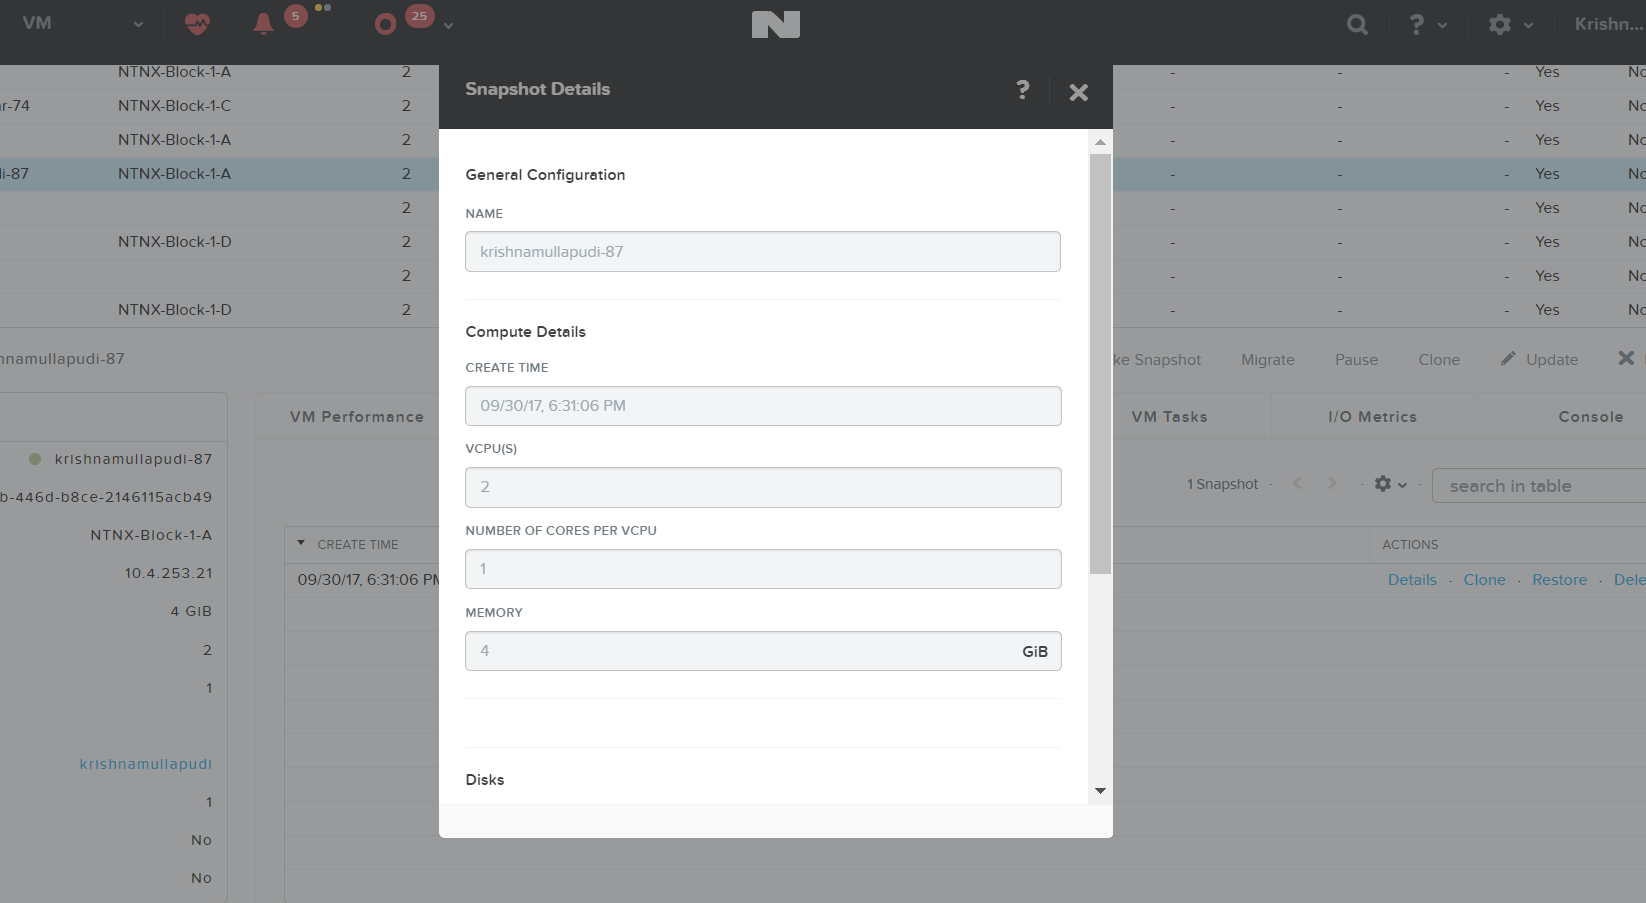 VM 5 25 ? Krishn...
NTNX-Block-1-A 2 - - - Yes No
r-74 NTNX-Block-1-C 2 - - - Yes No
NTNX-Block-1-A 2 - - - Yes No
li-87 NTNX-Block-1-A 2 - - - Yes No
2 - - - Yes No
NTNX-Block-1-D 2 - - - Yes No
2 - - - Yes No
NTNX-Block-1-D 2 - - - Yes No
hnamullapudi-87 ke Snapshot Migrate Pause Clone Update
VM Performance VM Tasks I/O Metrics Console
krishnamullapudi-87
b-446d-b8ce-2146115acb49
NTNX-Block-1-A
10.4.253.21
4 GiB
2
1
krishnamullapudi
1
No
No
1 Snapshot · < > · · search in table
CREATE TIME ACTIONS
09/30/17, 6:31:06 PM Details · Clone · Restore · Dele
Snapshot Details ?
General Configuration
NAME
krishnamullapudi-87
Compute Details
CREATE TIME
09/30/17, 6:31:06 PM
VCPU(S)
2
NUMBER OF CORES PER VCPU
1
MEMORY
4 GiB
Disks